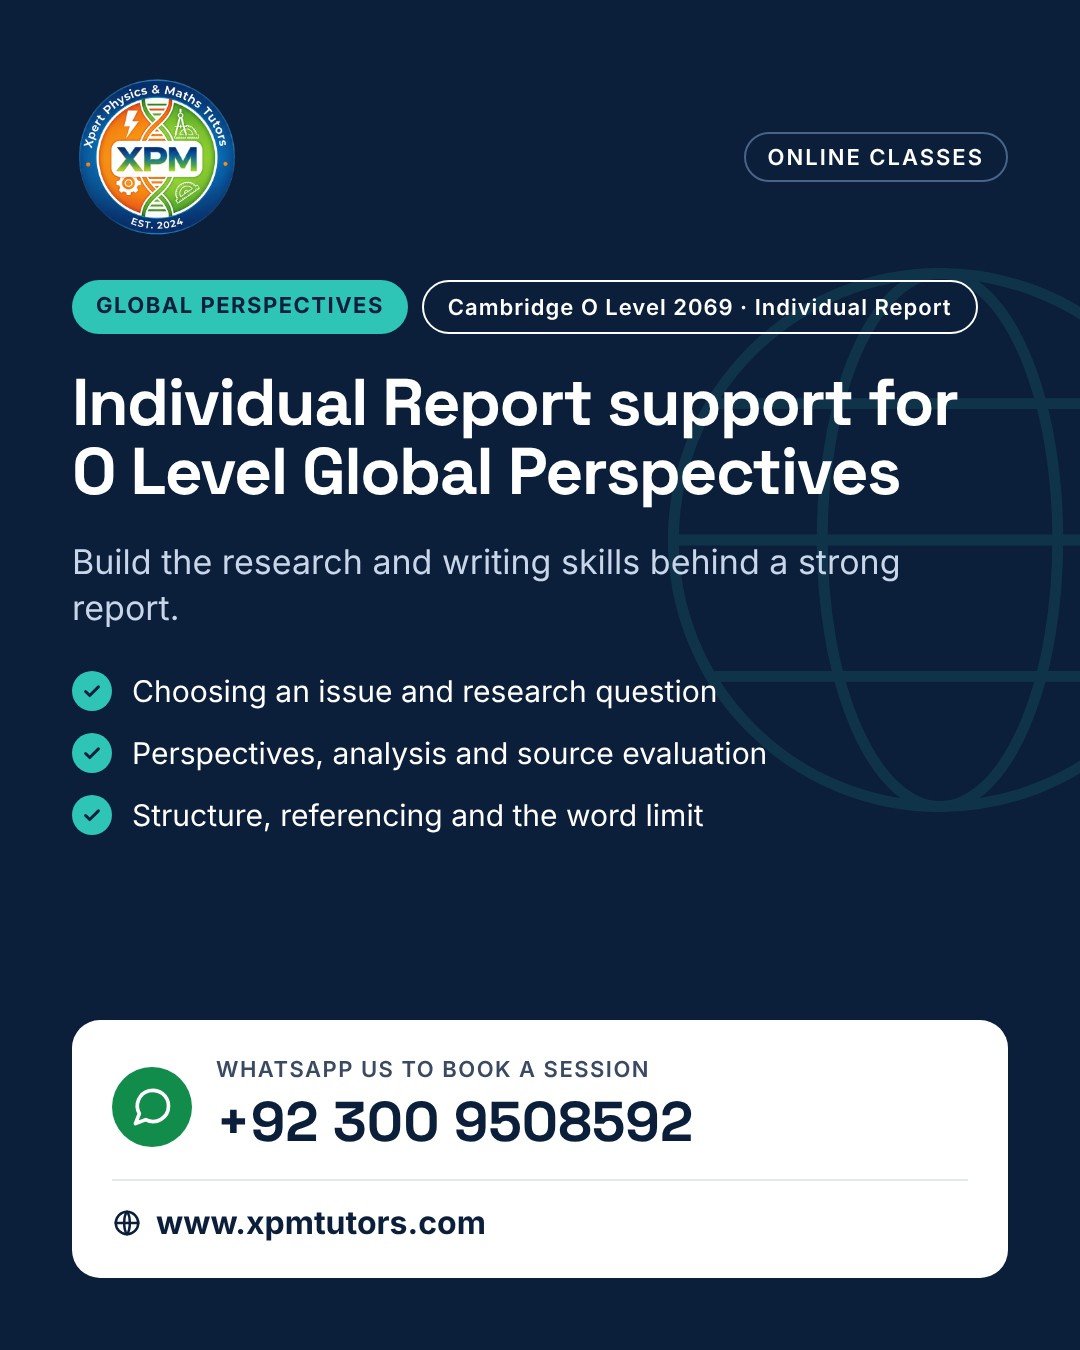 Xpert Physics & Maths Tutors
XPM
EST. 2024
ONLINE CLASSES
GLOBAL PERSPECTIVES
Cambridge O Level 2069 · Individual Report
Individual Report support for
O Level Global Perspectives
Build the research and writing skills behind a strong
report.
Choosing an issue and research question
Perspectives, analysis and source evaluation
Structure, referencing and the word limit
WHATSAPP US TO BOOK A SESSION
+92 300 9508592
www.xpmtutors.com